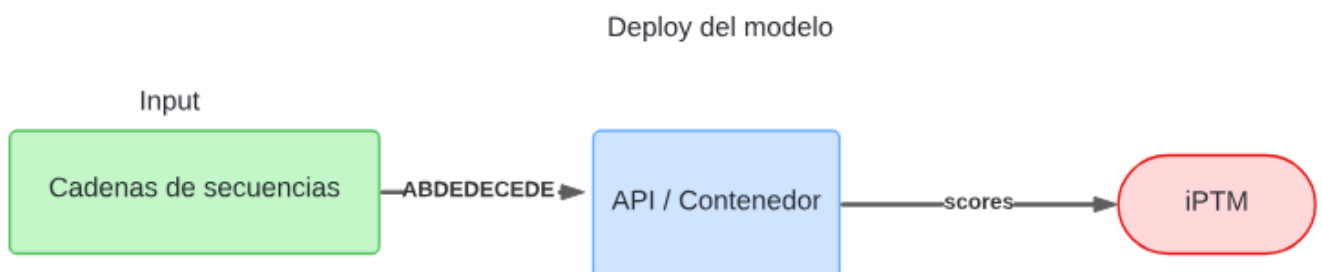 Deploy del modelo
Input
Cadenas de secuencias
ABDEDECEDE
API / Contenedor
scores
iPTM